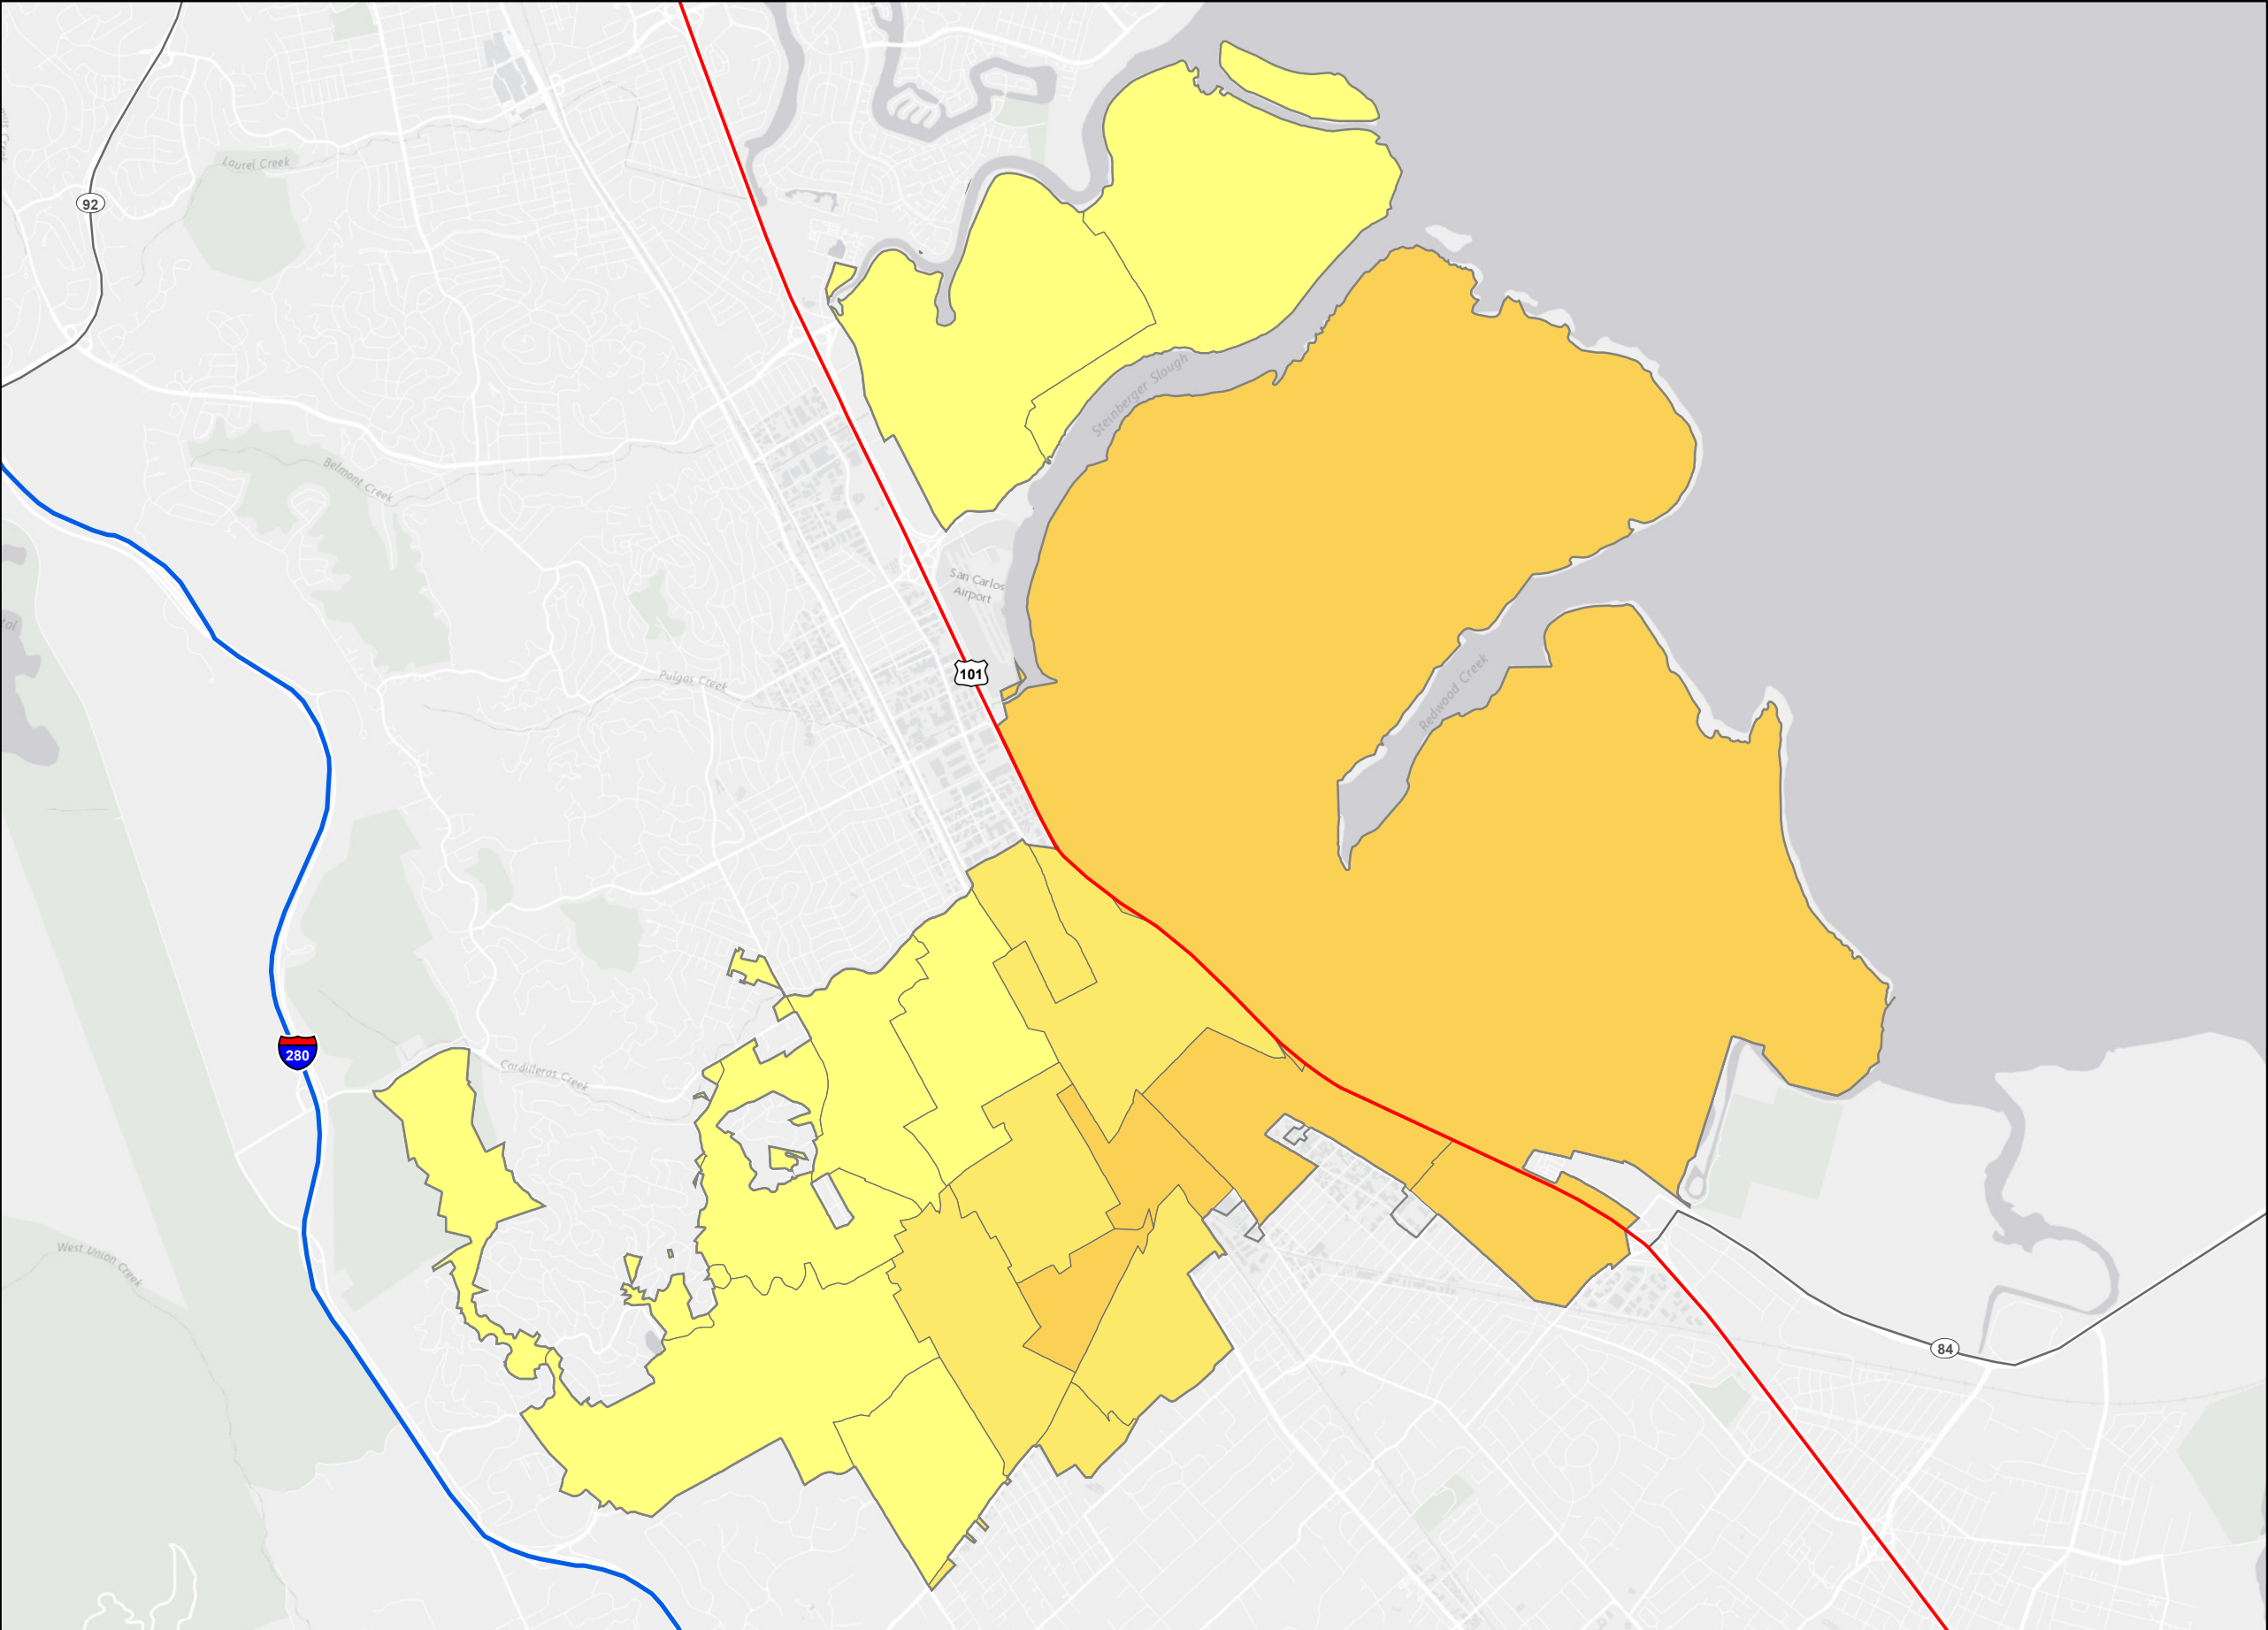 Laurel Creek
92
Belmont Creek
Steinberger Slough
San Carlos
Airport
101
Pulgas Creek
Redwood Creek
280
Cordilleras Creek
West Union Creek
84